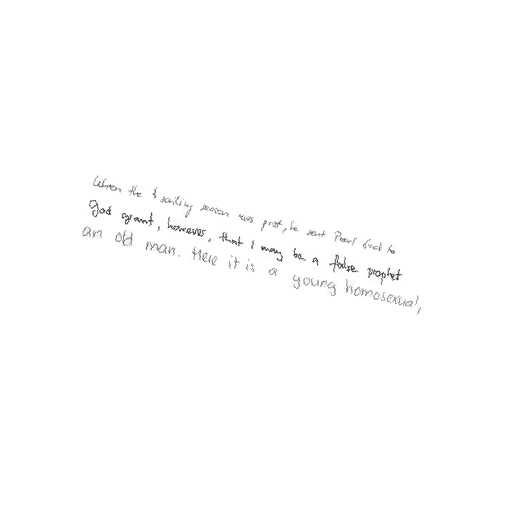 When the sailing season was past, he sent Pearl back to
God grant, however, that I may be a false prophet
an old man. Here it is a young homosexual,